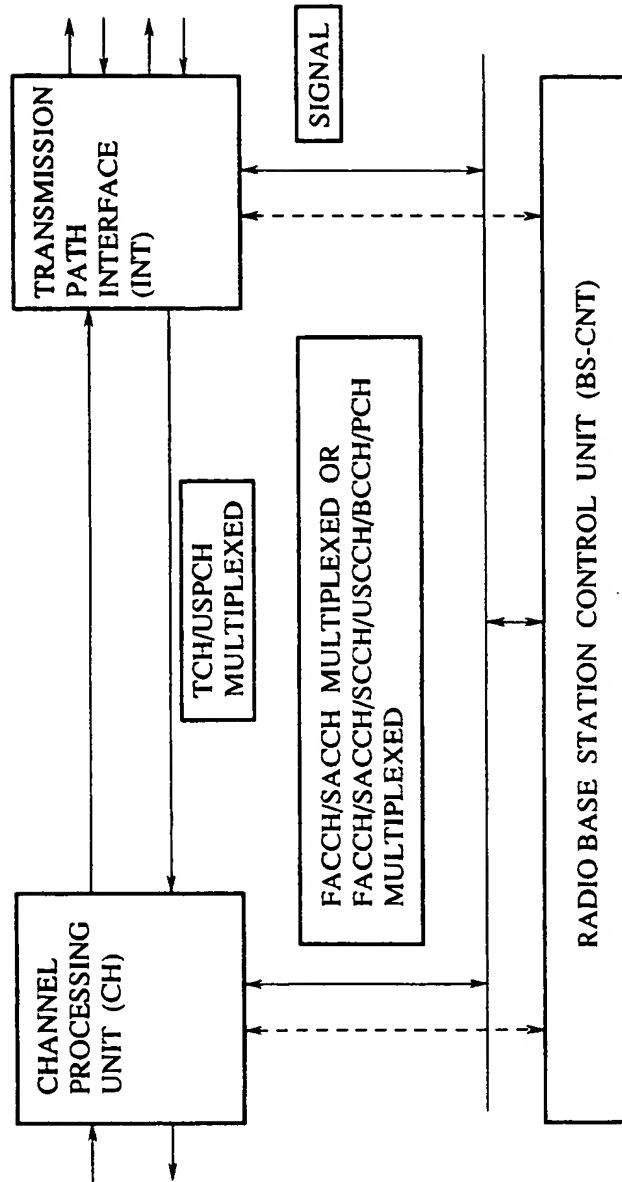 CHANNEL
PROCESSING
UNIT (CH)
TRANSMISSION
PATH
INTERFACE
(INT)
TCH/USPCH
MULTIPLEXED
FACCH/SACCH MULTIPLEXED OR
FACCH/SACCH/SCCH/USCCH/BCCH/PCH
MULTIPLEXED
SIGNAL
RADIO BASE STATION CONTROL UNIT (BS-CNT)